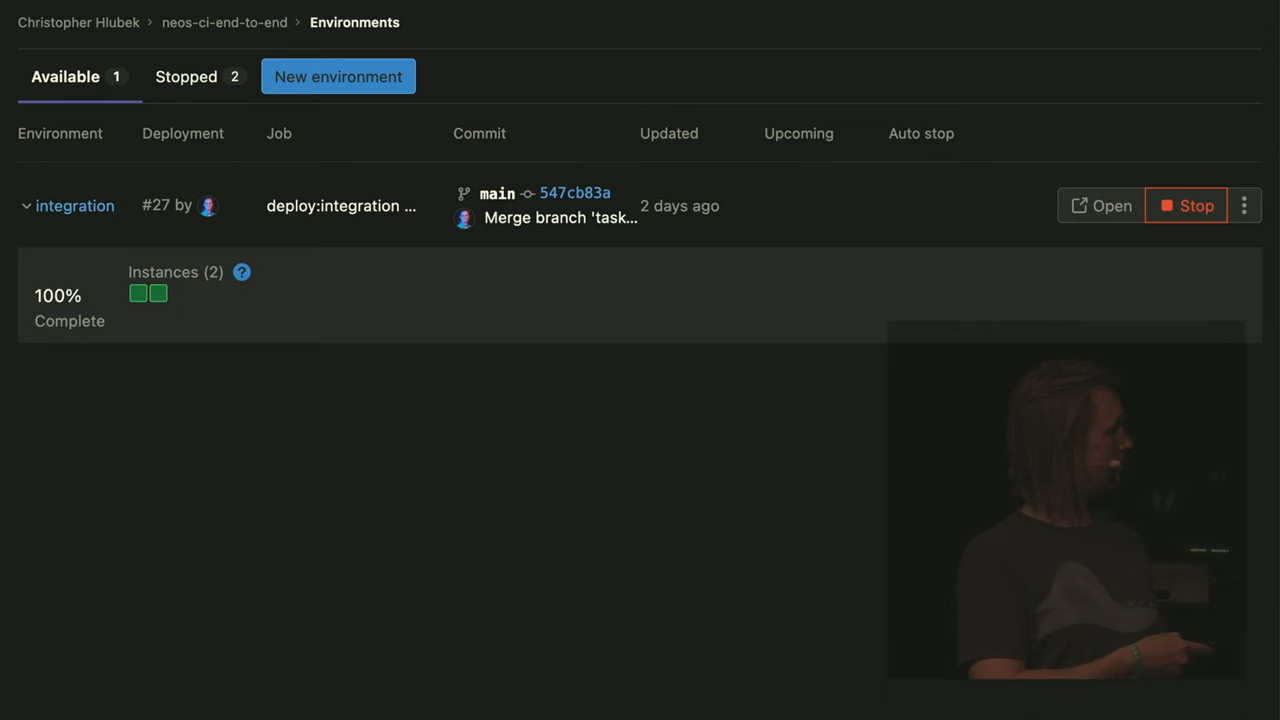 Christopher Hlubek > neos-ci-end-to-end > Environments
Available 1 Stopped 2 New environment
Environment Deployment Job Commit Updated Upcoming Auto stop
integration #27 by deploy:integration ... main 547cb83a 2 days ago Open Stop
Merge branch 'task...
Instances (2) ?
100%
Complete